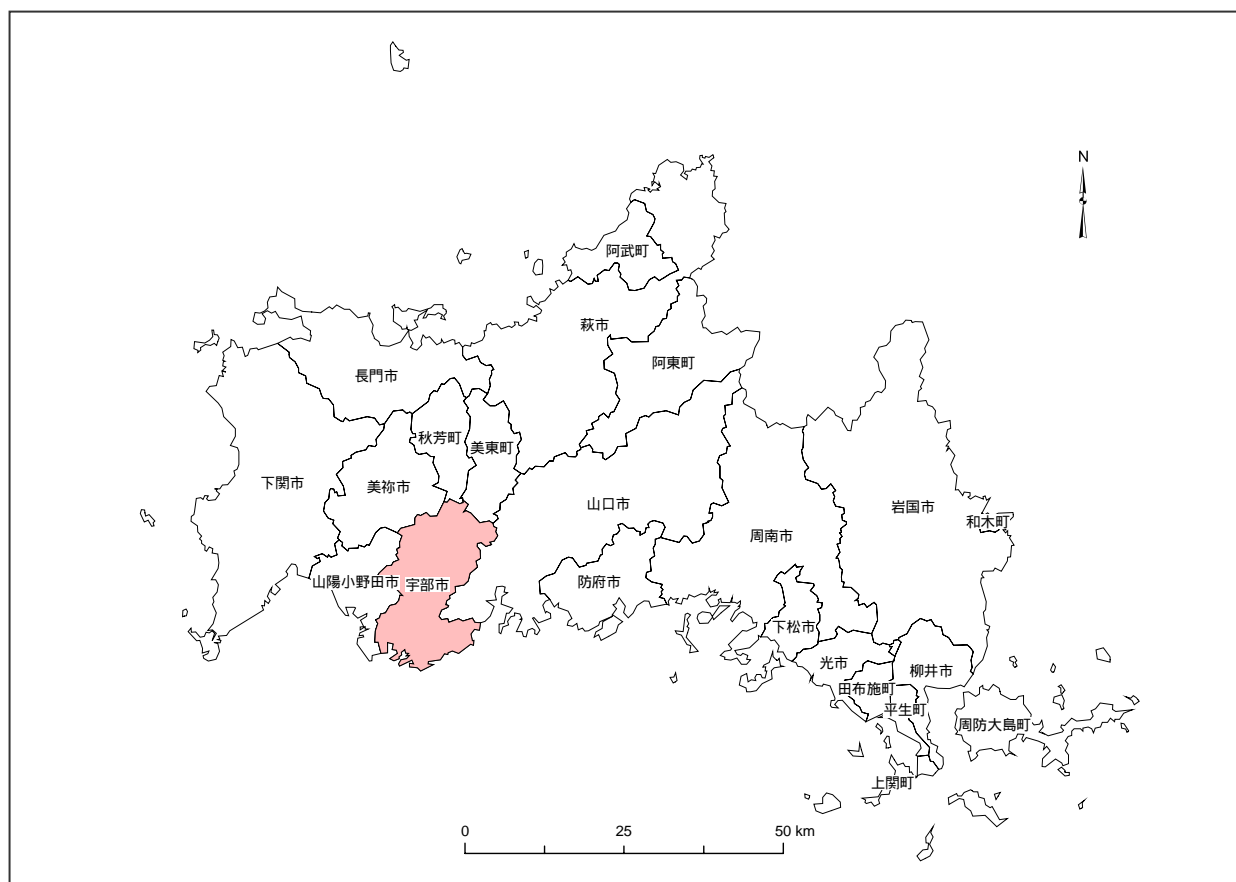 N
阿武町
萩市
阿東町
長門市
秋芳町
美東町
下関市
美祢市
山口市
岩国市
和木町
周南市
山陽小野田市
宇部市
防府市
下松市
光市
柳井市
田布施町
平生町
周防大島町
上関町
0 25 50 km